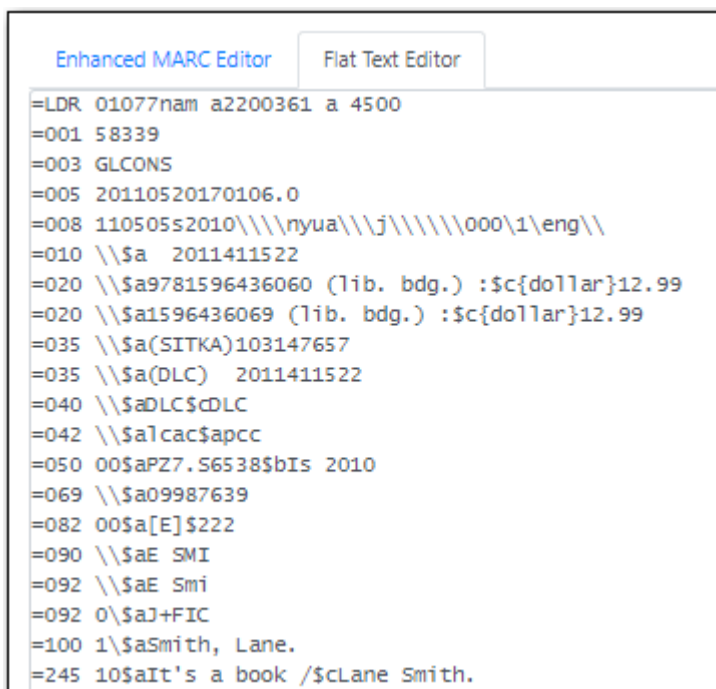 Enhanced MARC Editor Flat Text Editor
=LDR 01077nam a2200361 a 4500
=001 58339
=003 GLCONS
=005 20110520170106.0
=008 110505s2010\\\\nyua\\\j\\\\\\000\1\eng\\
=010 \\$a  2011411522
=020 \\$a9781596436060 (lib. bdg.) :$c{dollar}12.99
=020 \\$a1596436069 (lib. bdg.) :$c{dollar}12.99
=035 \\$a(SITKA)103147657
=035 \\$a(DLC)  2011411522
=040 \\$aDLC$cDLC
=042 \\$alcac$apcc
=050 00$aPZ7.S6538$bIs 2010
=069 \\$a09987639
=082 00$a[E]$222
=090 \\$aE SMI
=092 \\$aE Smi
=092 0\$aJ+FIC
=100 1\$aSmith, Lane.
=245 10$aIt's a book /$cLane Smith.